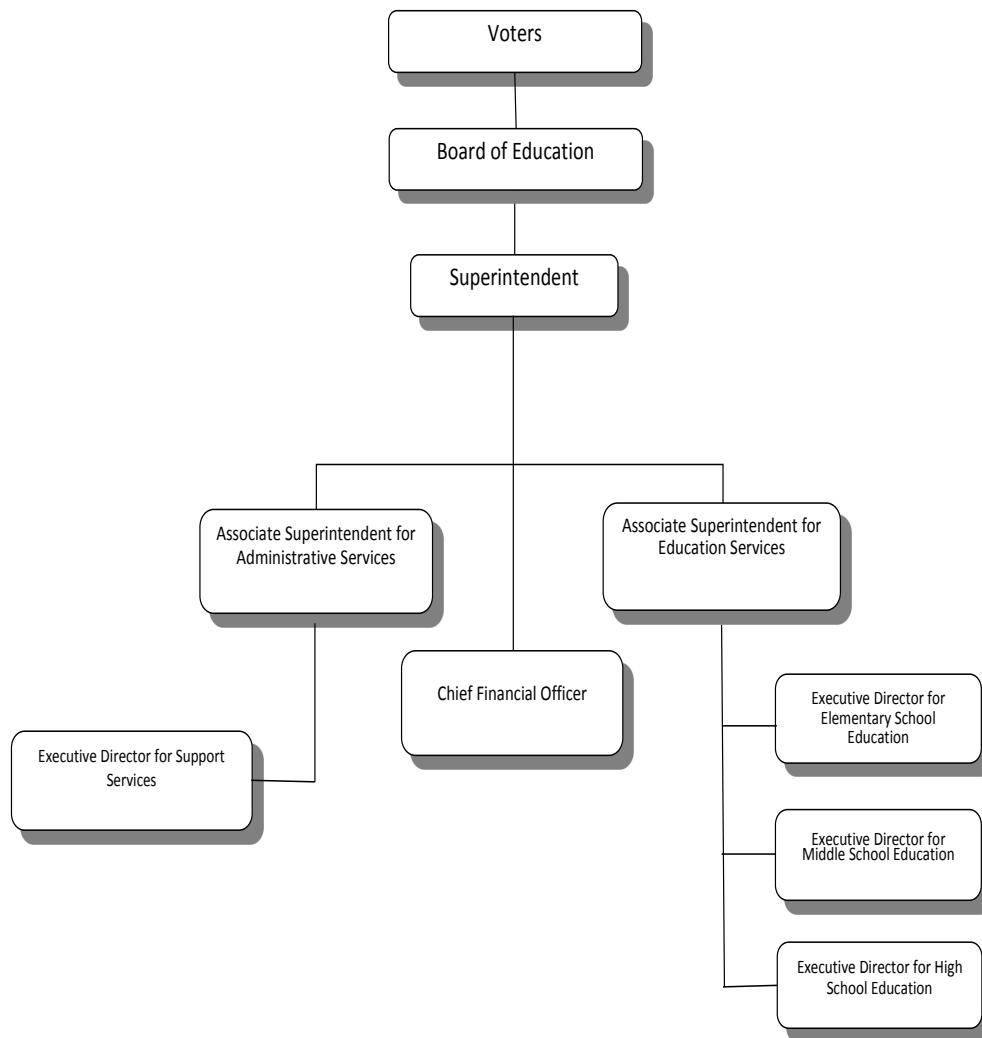 Voters
Board of Education
Superintendent
Associate Superintendent for
Administrative Services
Associate Superintendent for
Education Services
Chief Financial Officer
Executive Director for Support
Services
Executive Director for
Elementary School
Education
Executive Director for
Middle School Education
Executive Director for High
School Education